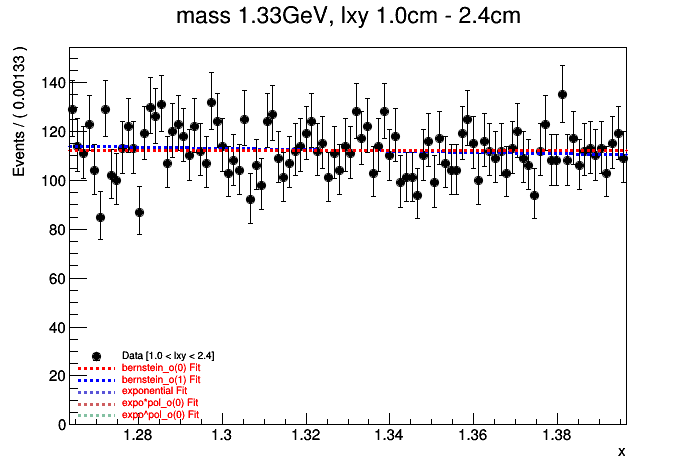 mass 1.33GeV, lxy 1.0cm - 2.4cm
Events / ( 0.00133 )
140
120
100
80
60
40
20
0
Data [1.0 < lxy < 2.4]
bernstein_o(0) Fit
bernstein_o(1) Fit
exponential Fit
expo*pol_o(0) Fit
expp^pol_o(0) Fit
1.28 1.3 1.32 1.34 1.36 1.38
x